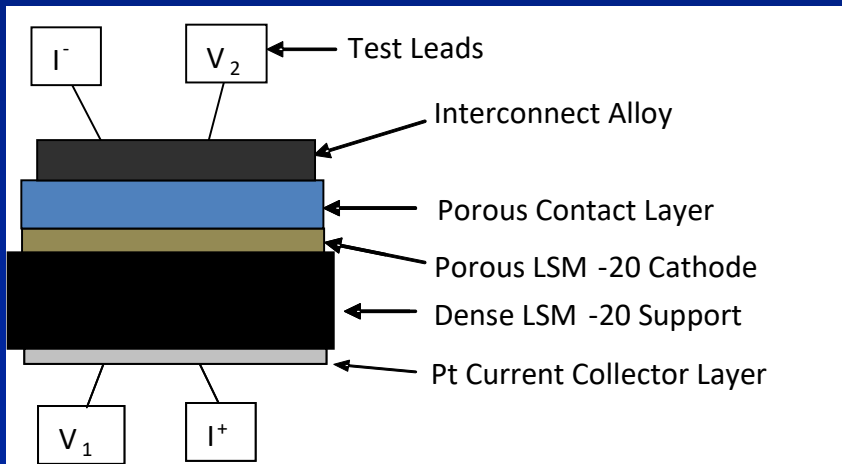 I-
V2
Test Leads
Interconnect Alloy
Porous Contact Layer
Porous LSM -20 Cathode
Dense LSM -20 Support
Pt Current Collector Layer
V1
I+